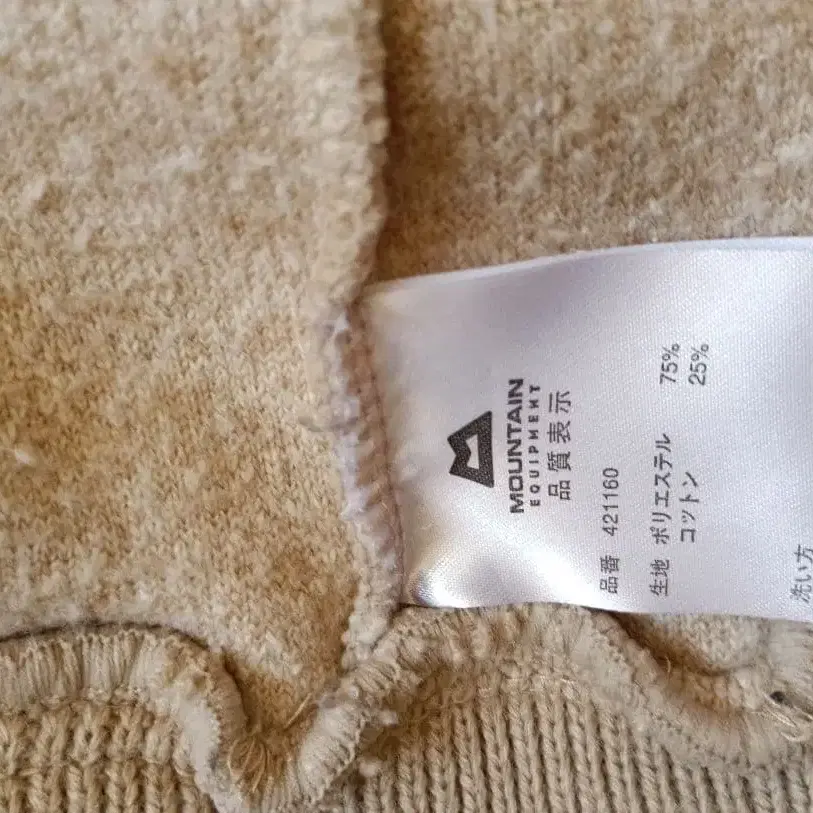 MOUNTAIN
EQUIPMENT
品質表示
品番 421160
生地 ポリエステル 75%
コットン 25%
洗い方